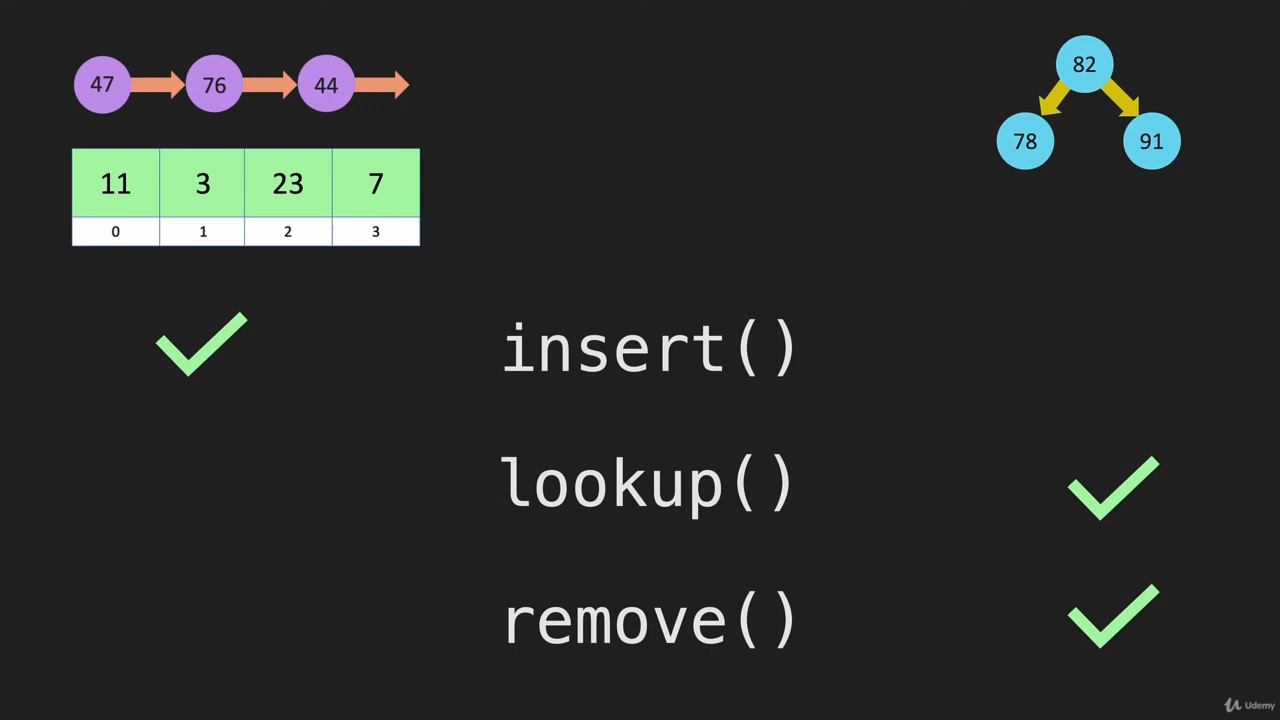 47 76 44
82
78 91
11 3 23 7
0 1 2 3
insert()
lookup()
remove()
Udemy